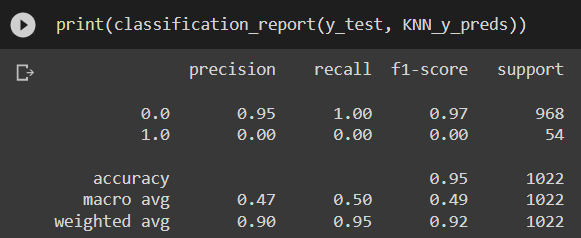 print(classification_report(y_test, KNN_y_preds))
precision recall f1-score support
0.0 0.95 1.00 0.97 968
1.0 0.00 0.00 0.00 54
accuracy 0.95 1022
macro avg 0.47 0.50 0.49 1022
weighted avg 0.90 0.95 0.92 1022